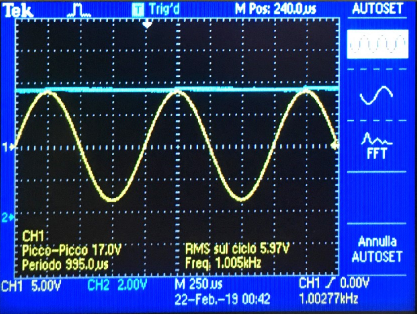 Tek T Trig'd M Pos: 240.0µs AUTOSET
1
2
FFT
CH1
Picco-Picco 17.0V RMS sul ciclo 5.97V
Periodo 995.0µs Freq. 1.005kHz
Annulla
AUTOSET
CH1 5.00V CH2 2.00V M 250µs CH1 / 0.00V
22-Feb.-19 00:42 1.00277kHz